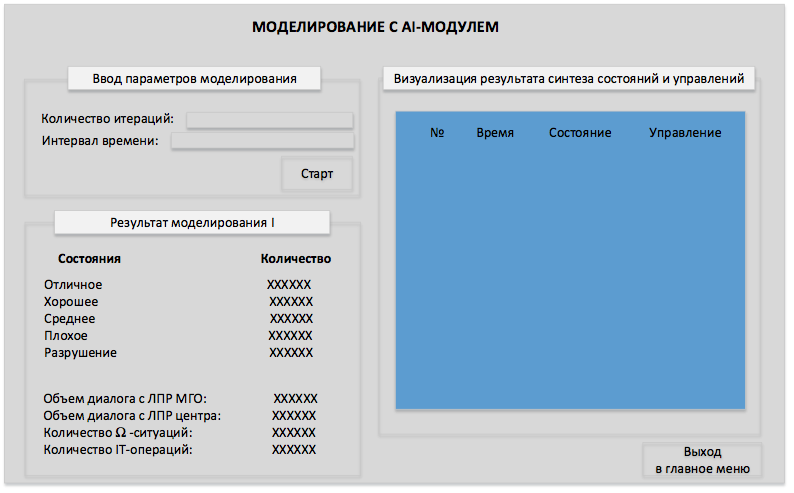 МОДЕЛИРОВАНИЕ С AI-МОДУЛЕМ
Ввод параметров моделирования
Количество итераций:
Интервал времени:
Старт
Результат моделирования I
Состояния Количество
Отличное XXXXXX
Хорошее XXXXXX
Среднее XXXXXX
Плохое XXXXXX
Разрушение XXXXXX
Объем диалога с ЛПР МГО: XXXXXX
Объем диалога с ЛПР центра: XXXXXX
Количество Ω -ситуаций: XXXXXX
Количество IT-операций: XXXXXX
Визуализация результата синтеза состояний и управлений
№ Время Состояние Управление
Выход
в главное меню